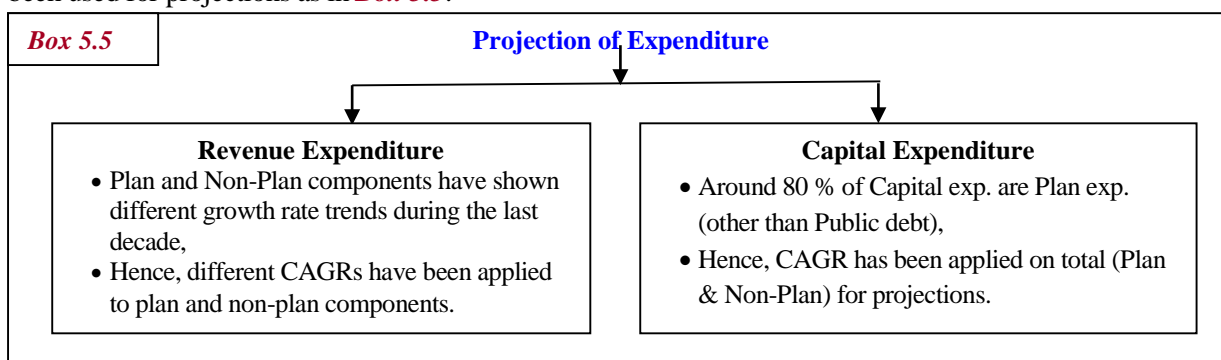 been used for projections as in Box 5.5.
Box 5.5
Projection of Expenditure
Revenue Expenditure
• Plan and Non-Plan components have shown
different growth rate trends during the last
decade,
• Hence, different CAGRs have been applied
to plan and non-plan components.
Capital Expenditure
• Around 80 % of Capital exp. are Plan exp.
(other than Public debt),
• Hence, CAGR has been applied on total (Plan
& Non-Plan) for projections.